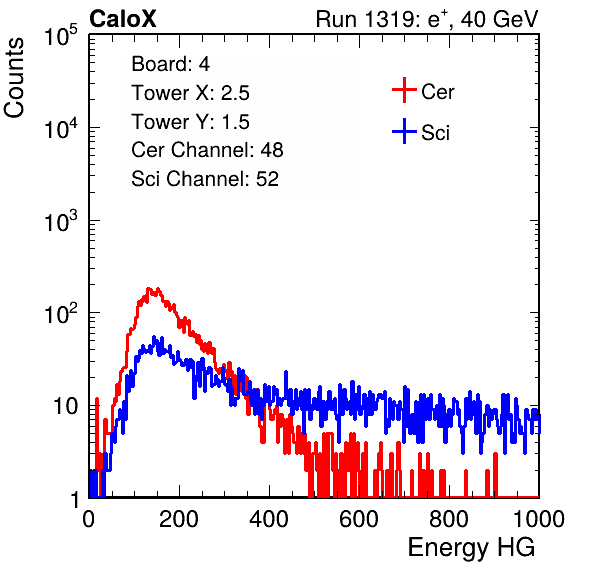 CaloX Run 1319: e⁺, 40 GeV
Counts
10⁵
10⁴
10³
10²
10
1
Board: 4
Tower X: 2.5
Tower Y: 1.5
Cer Channel: 48
Sci Channel: 52
Cer
Sci
0 200 400 600 800 1000
Energy HG